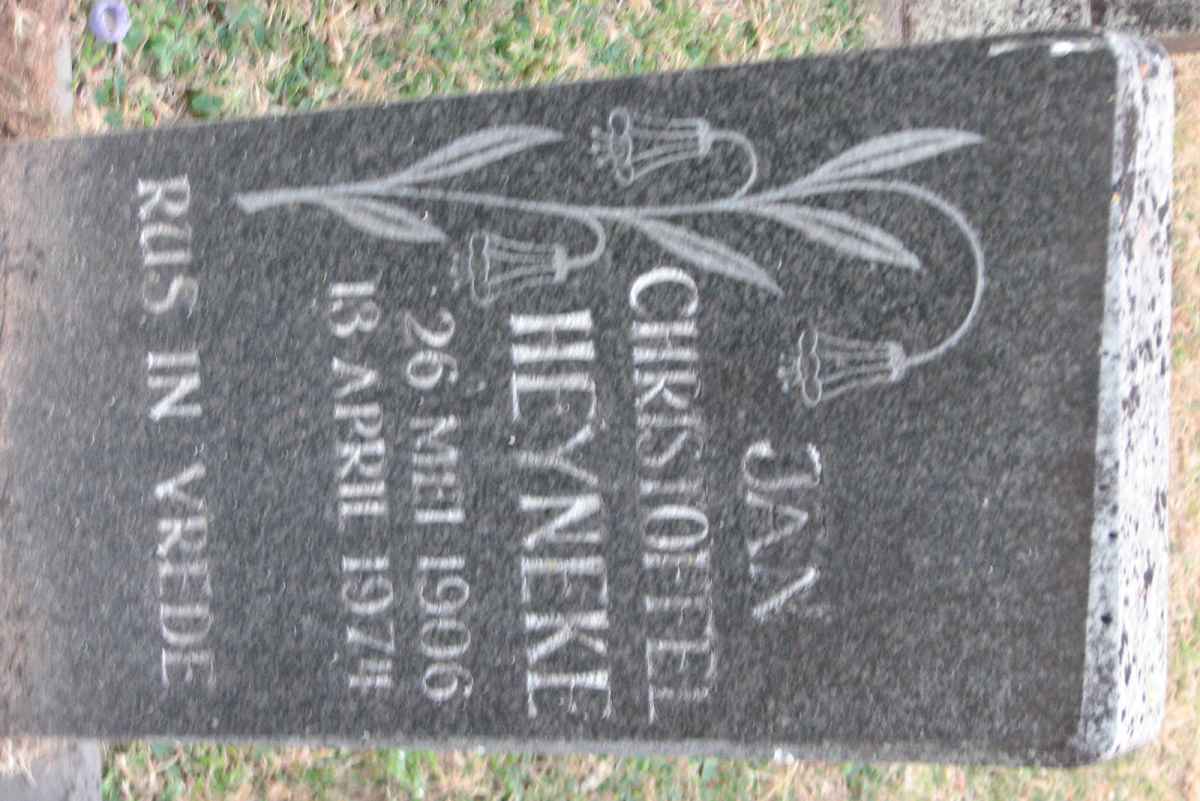 JAN
CHRISTOFFEL
HEYNEKE
26 MEI 1906
13 APRIL 1974
RUS IN VREDE